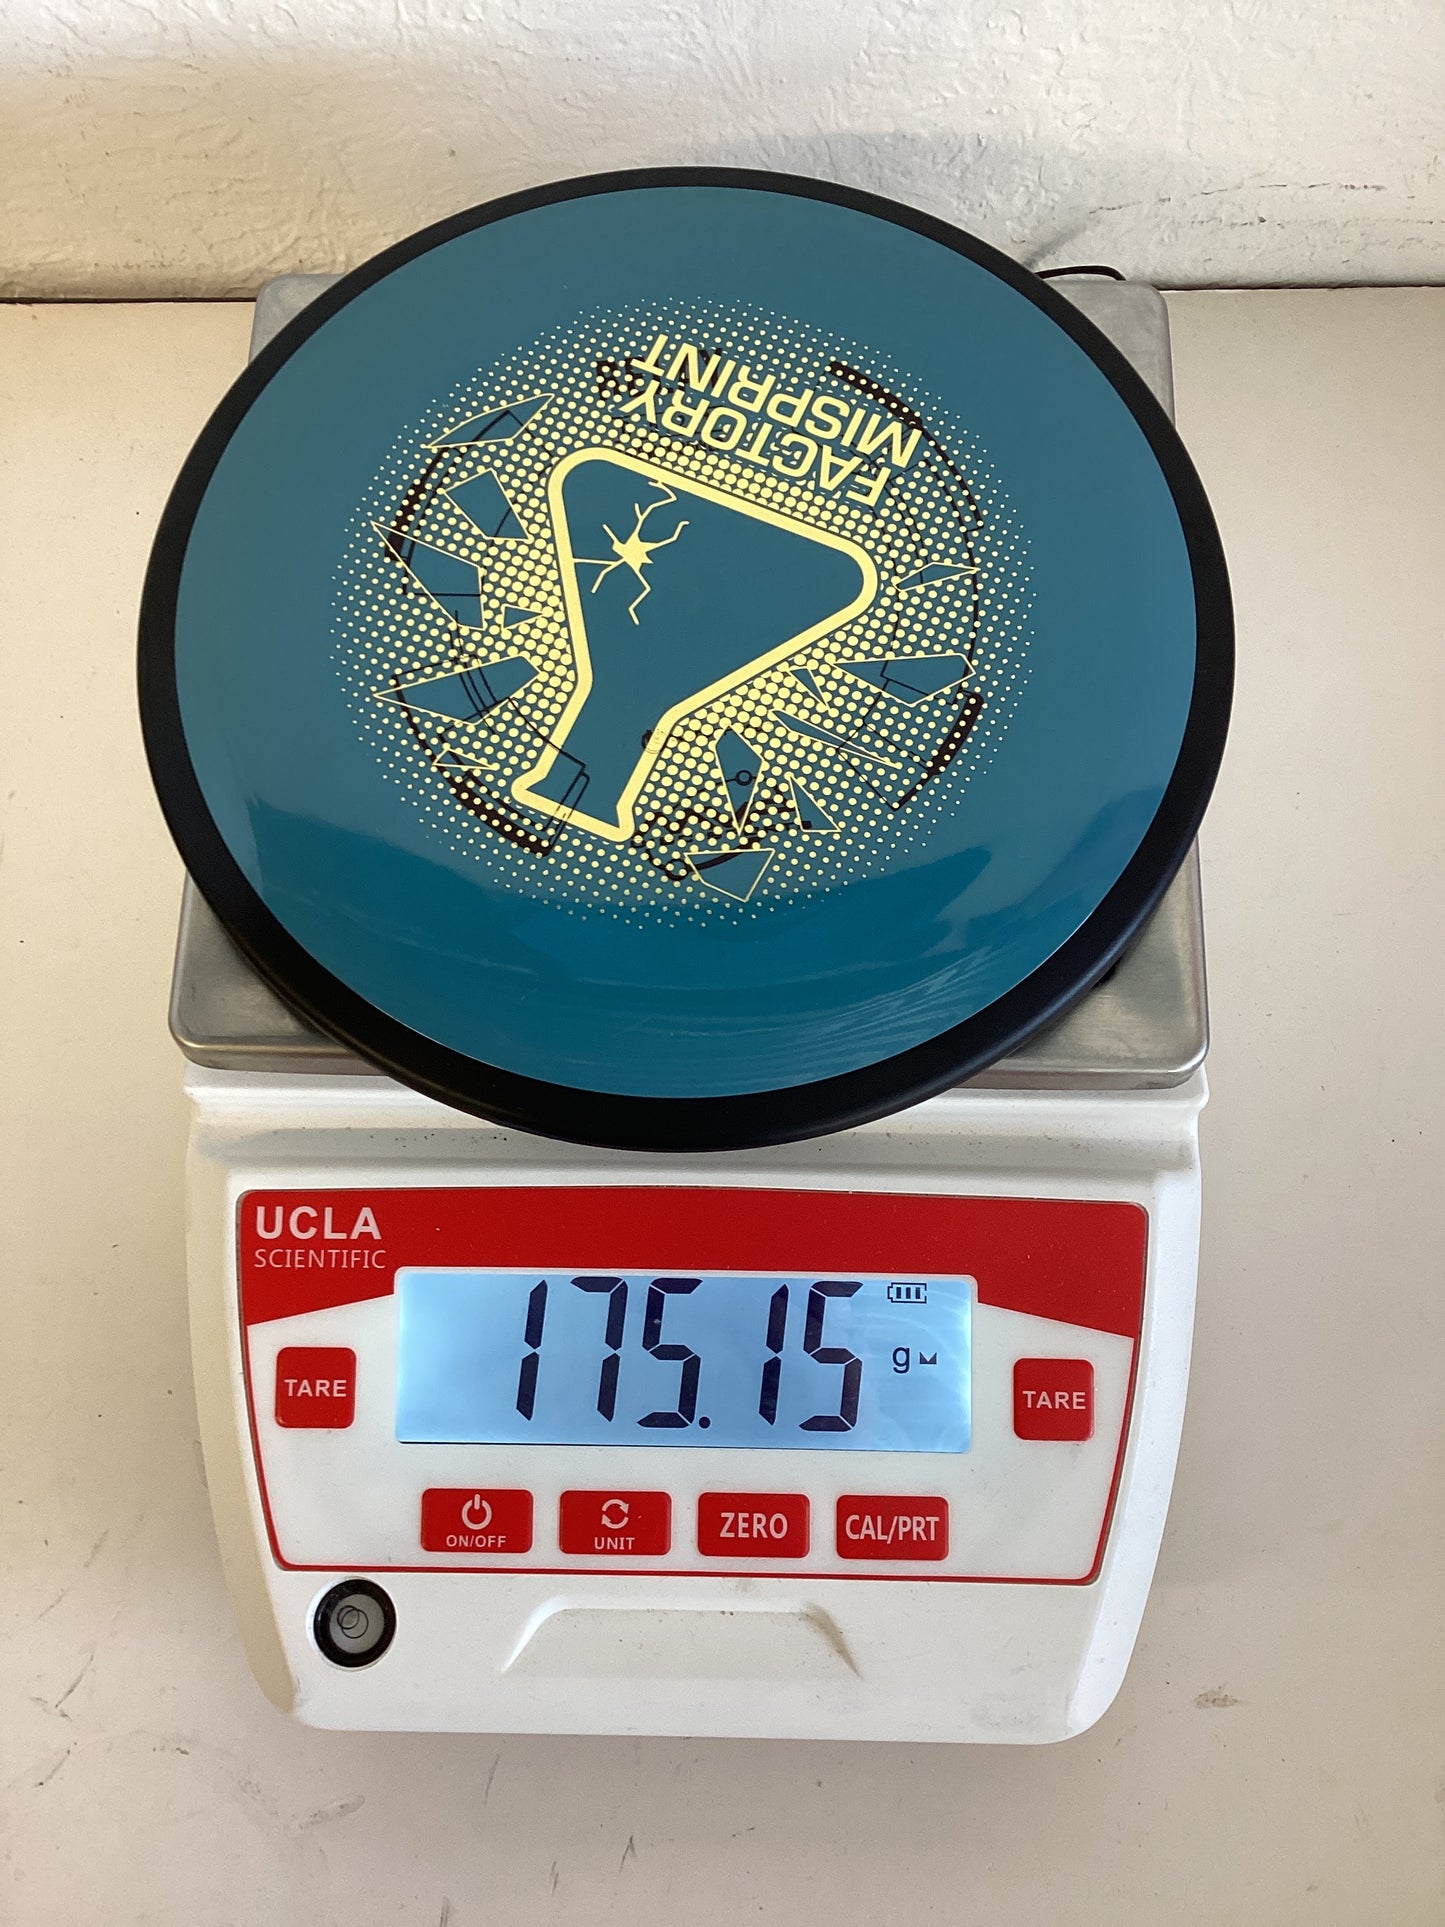 FACTORY
MISPRINT
UCLA
SCIENTIFIC
175.15
g
TARE
TARE
ON/OFF
UNIT
ZERO
CAL/PRT